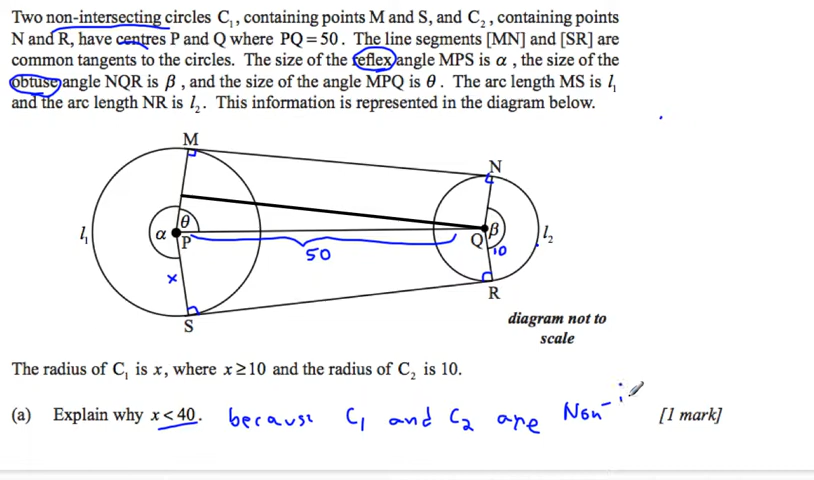 Two non-intersecting circles C₁, containing points M and S, and C₂, containing points
N and R, have centres P and Q where PQ = 50. The line segments [MN] and [SR] are
common tangents to the circles. The size of the reflex angle MPS is α, the size of the
obtuse angle NQR is β, and the size of the angle MPQ is θ. The arc length MS is l₁
and the arc length NR is l₂. This information is represented in the diagram below.
M
N
θ
α
β
l₁
l₂
P
Q
10
50
x
R
S
diagram not to
scale
The radius of C₁ is x, where x ≥ 10 and the radius of C₂ is 10.
(a) Explain why x < 40. because C₁ and C₂ are Non-i [1 mark]